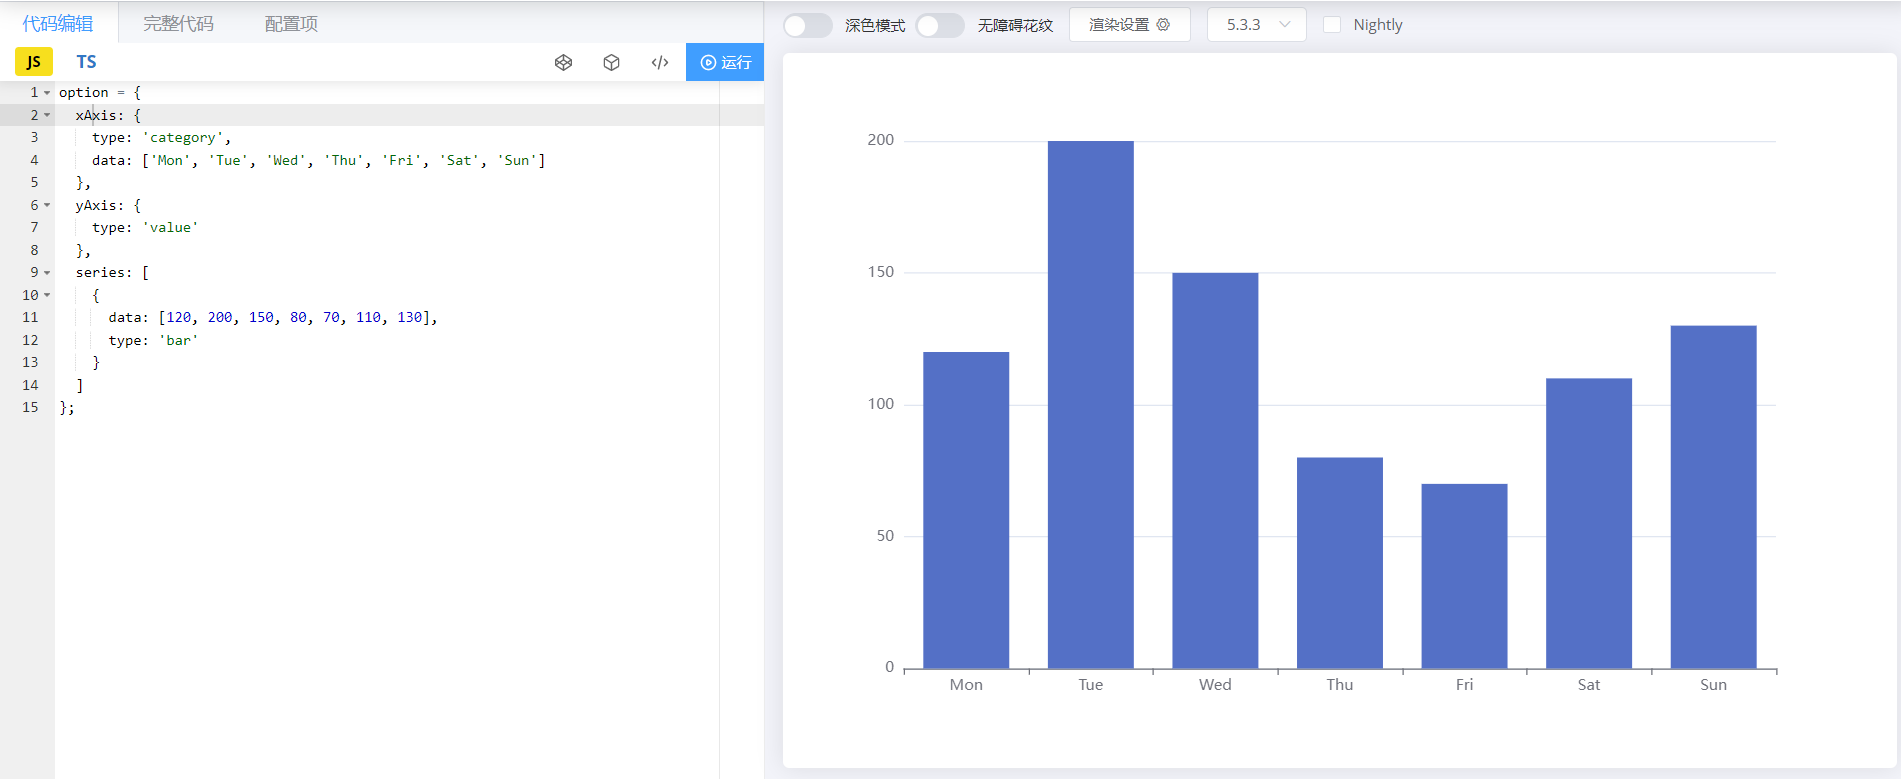 代码编辑 完整代码 配置项
JS TS 运行
1 option = {
2 xAxis: {
3 type: 'category',
4 data: ['Mon', 'Tue', 'Wed', 'Thu', 'Fri', 'Sat', 'Sun']
5 },
6 yAxis: {
7 type: 'value'
8 },
9 series: [
10 {
11 data: [120, 200, 150, 80, 70, 110, 130],
12 type: 'bar'
13 }
14 ]
15 };
深色模式 无障碍花纹 渲染设置 5.3.3 Nightly
200
150
100
50
0
Mon Tue Wed Thu Fri Sat Sun